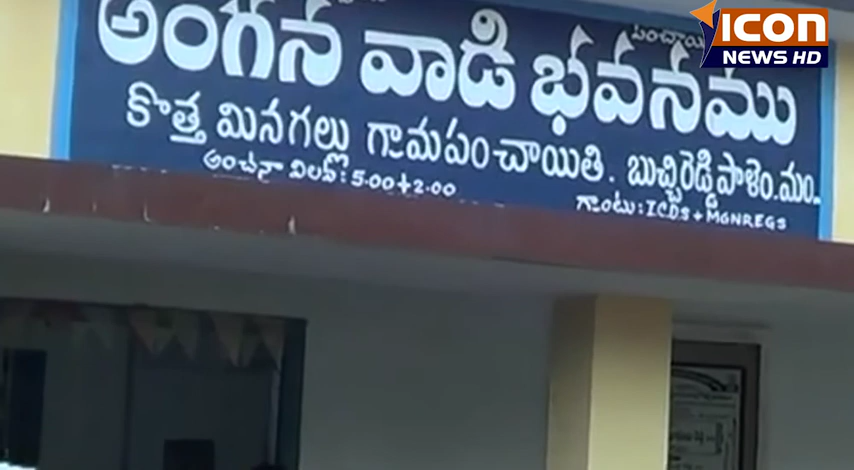 పంచాయి
ICON
NEWS HD
అంగన వాడి భవనము
కొత్త మినగల్లు గ్రామపంచాయితి. బుచ్చిరెడ్డి పాళెం.మం.
అంచనా విలువ: 5.00+2.00
గ్రాంటు: ICDS + MGNREGS